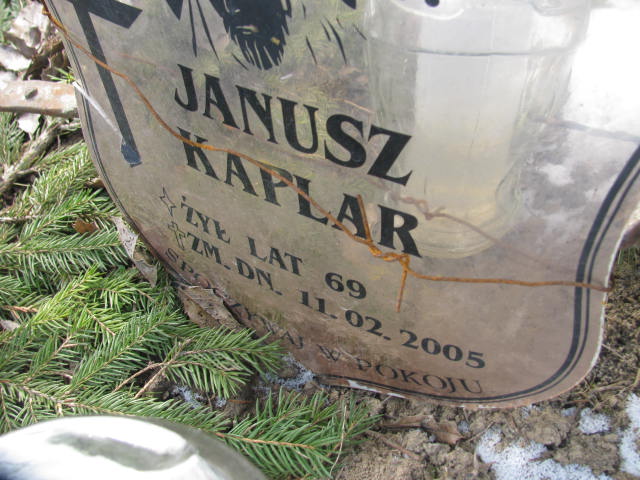 JANUSZ
KAPLAR
ŻYŁ LAT 69
ZM. DN. 11.02.2005
SPOCZYWAJ W POKOJU